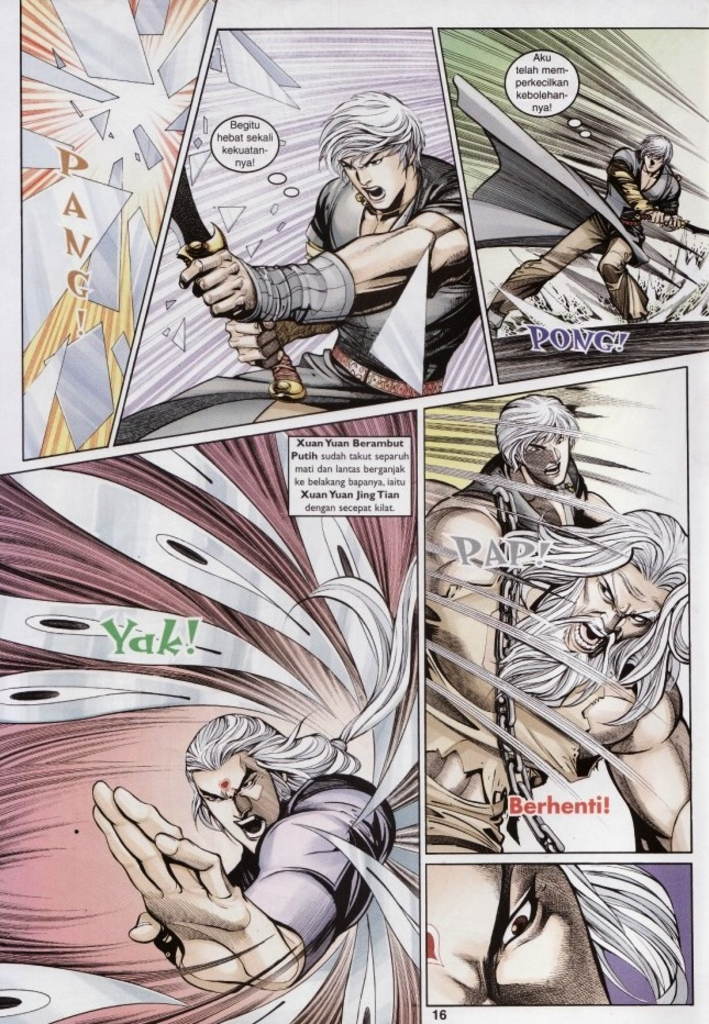 PANG!
Begitu
hebat sekali
kekuatan-
nya!
Aku
telah mem-
perkecilkan
kebolehan-
nya!
PONG!
Xuan Yuan Berambut
Putih sudah takut separuh
mati dan lantas berganjak
ke belakang bapanya, iaitu
Xuan Yuan Jing Tian
dengan secepat kilat.
Yak!
PAP!
Berhenti!
16